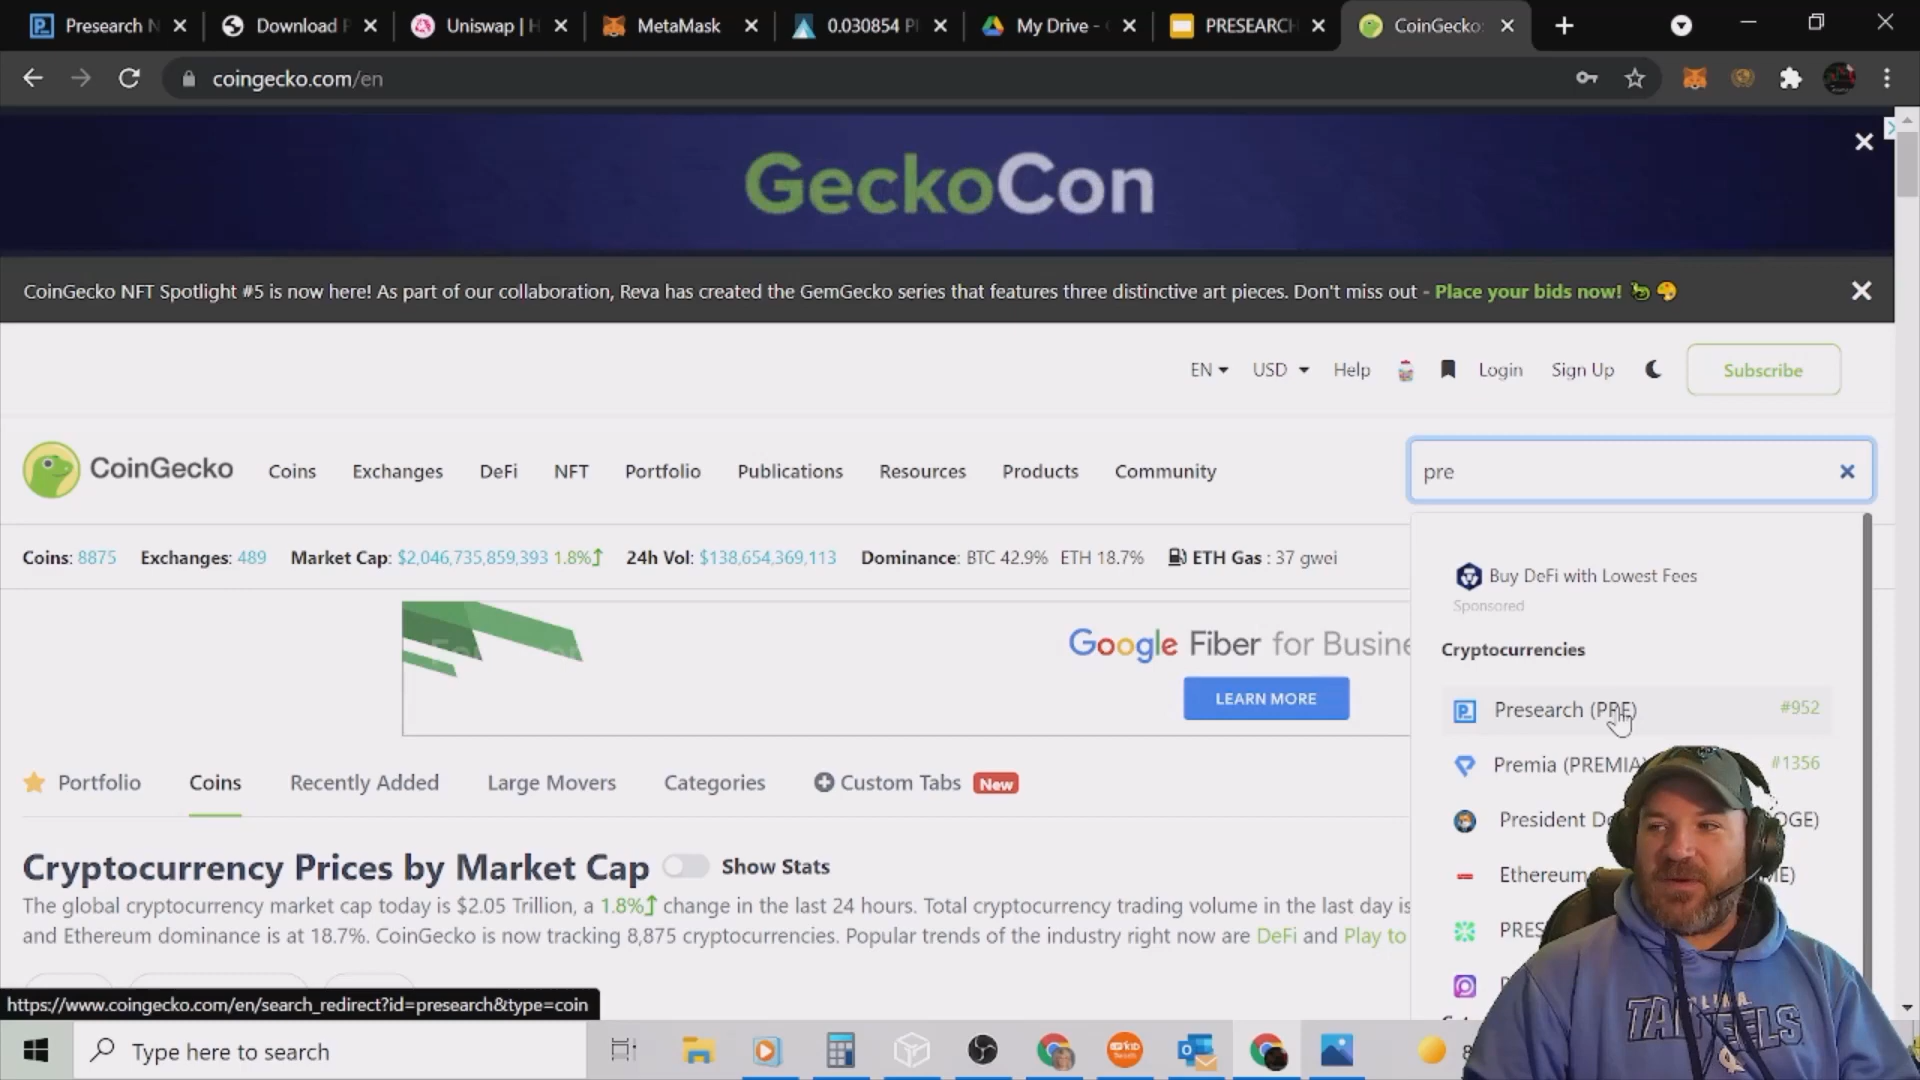 Presearch N
Download P
Uniswap | H
MetaMask
0.030854 P
My Drive -
PRESEARCH
CoinGecko:
coingecko.com/en
GeckoCon
CoinGecko NFT Spotlight #5 is now here! As part of our collaboration, Reva has created the GemGecko series that features three distinctive art pieces. Don't miss out - Place your bids now!
EN USD Help Login Sign Up Subscribe
CoinGecko Coins Exchanges DeFi NFT Portfolio Publications Resources Products Community
pre
Coins: 8875 Exchanges: 489 Market Cap: $2,046,735,859,393 1.8% 24h Vol: $138,654,369,113 Dominance: BTC 42.9% ETH 18.7% ETH Gas : 37 gwei
Buy DeFi with Lowest Fees
Sponsored
Google Fiber for Busine
LEARN MORE
Cryptocurrencies
Presearch (PRE) #952
Premia (PREMIA) #1356
President Do OGE)
Ethereum ME)
PRES
Portfolio Coins Recently Added Large Movers Categories Custom Tabs New
Cryptocurrency Prices by Market Cap Show Stats
The global cryptocurrency market cap today is $2.05 Trillion, a 1.8% change in the last 24 hours. Total cryptocurrency trading volume in the last day is
and Ethereum dominance is at 18.7%. CoinGecko is now tracking 8,875 cryptocurrencies. Popular trends of the industry right now are DeFi and Play to
https://www.coingecko.com/en/search_redirect?id=presearch&type=coin
Type here to search
TAR HEELS